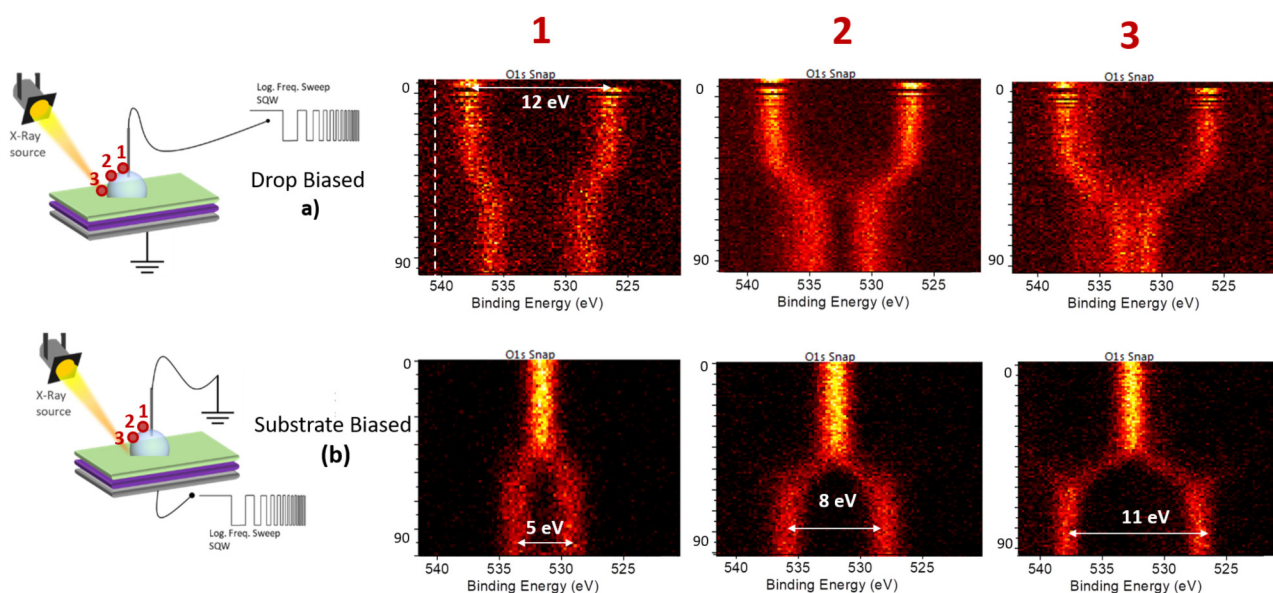 1
2
3
X-Ray
source
3
2
1
Log. Freq. Sweep
SQW
Drop Biased
a)
O1s Snap
12 eV
0
90
540
535
530
525
Binding Energy (eV)
O1s Snap
0
90
540
535
530
525
Binding Energy (eV)
O1s Snap
0
90
540
535
530
525
Binding Energy (eV)
X-Ray
source
3
2
1
Log. Freq. Sweep
SQW
Substrate Biased
(b)
O1s Snap
5 eV
0
90
540
535
530
525
Binding Energy (eV)
O1s Snap
8 eV
0
90
540
535
530
525
Binding Energy (eV)
O1s Snap
11 eV
0
90
540
535
530
525
Binding Energy (eV)